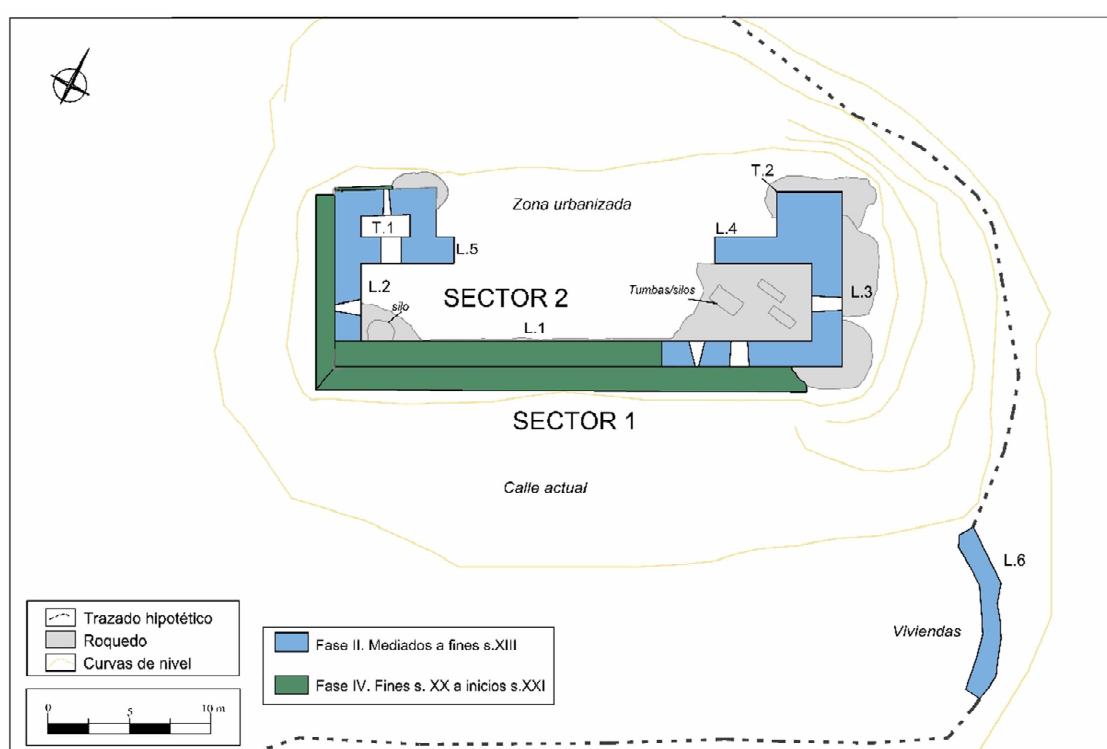 T.2
Zona urbanizada
T.1
L.4
L.5
L.2
SECTOR 2
Tumbas/silos
L.3
silo
L.1
SECTOR 1
Calle actual
L.6
Viviendas
Trazado hipotético
Roquedo
Curvas de nivel
Fase II. Mediados a fines s.XIII
Fase IV. Fines s. XX a inicios s.XXI
0 5 10 m